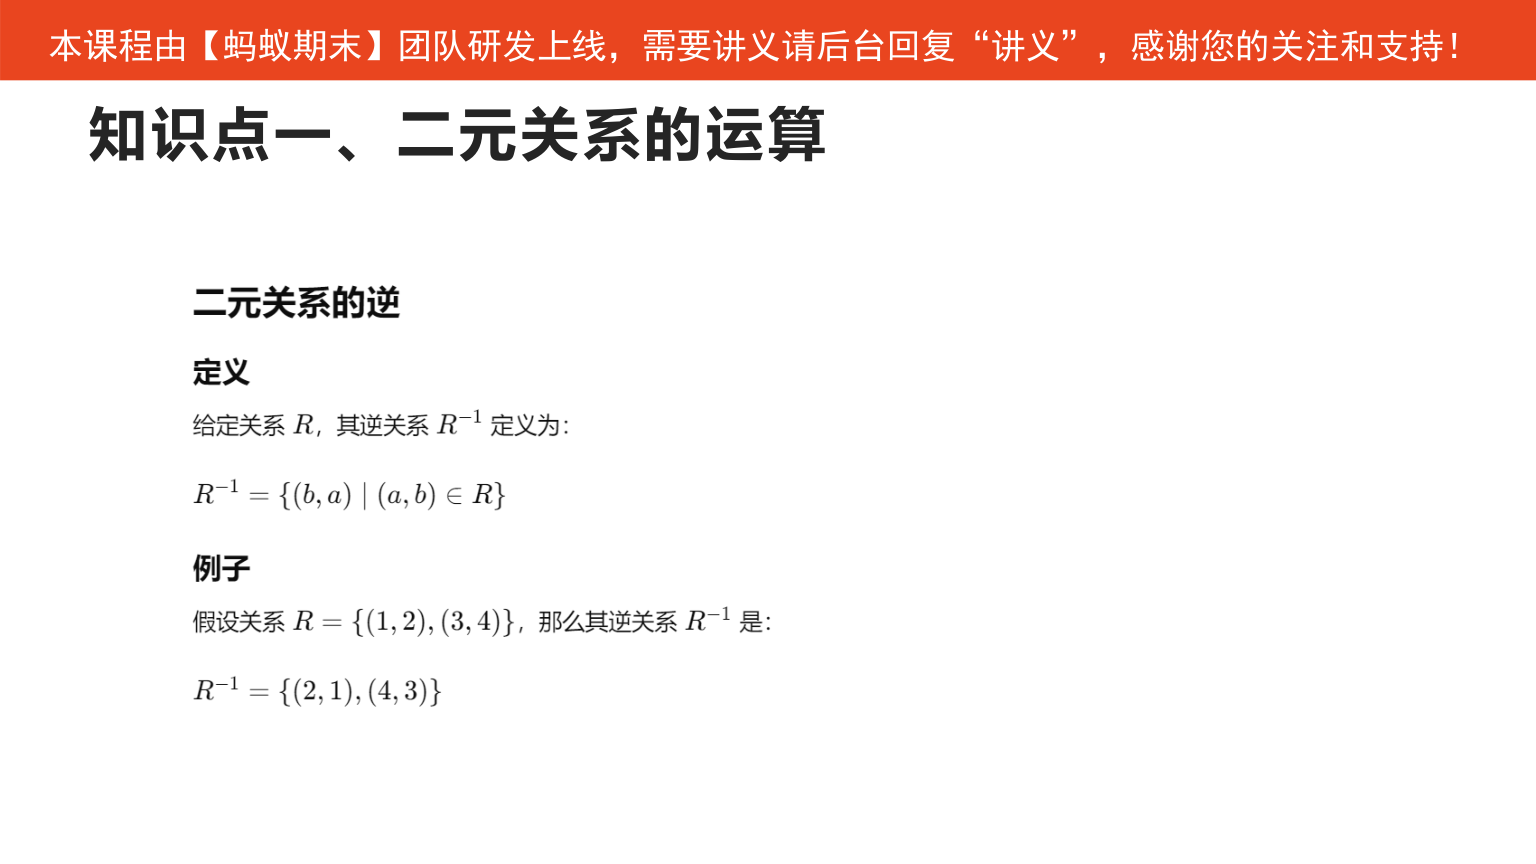 本课程由【蚂蚁期末】团队研发上线，需要讲义请后台回复“讲义”，感谢您的关注和支持！
知识点一、二元关系的运算
二元关系的逆
定义
给定关系 R，其逆关系 R⁻¹ 定义为：
R⁻¹ = {(b, a) | (a, b) ∈ R}
例子
假设关系 R = {(1, 2), (3, 4)}，那么其逆关系 R⁻¹ 是：
R⁻¹ = {(2, 1), (4, 3)}